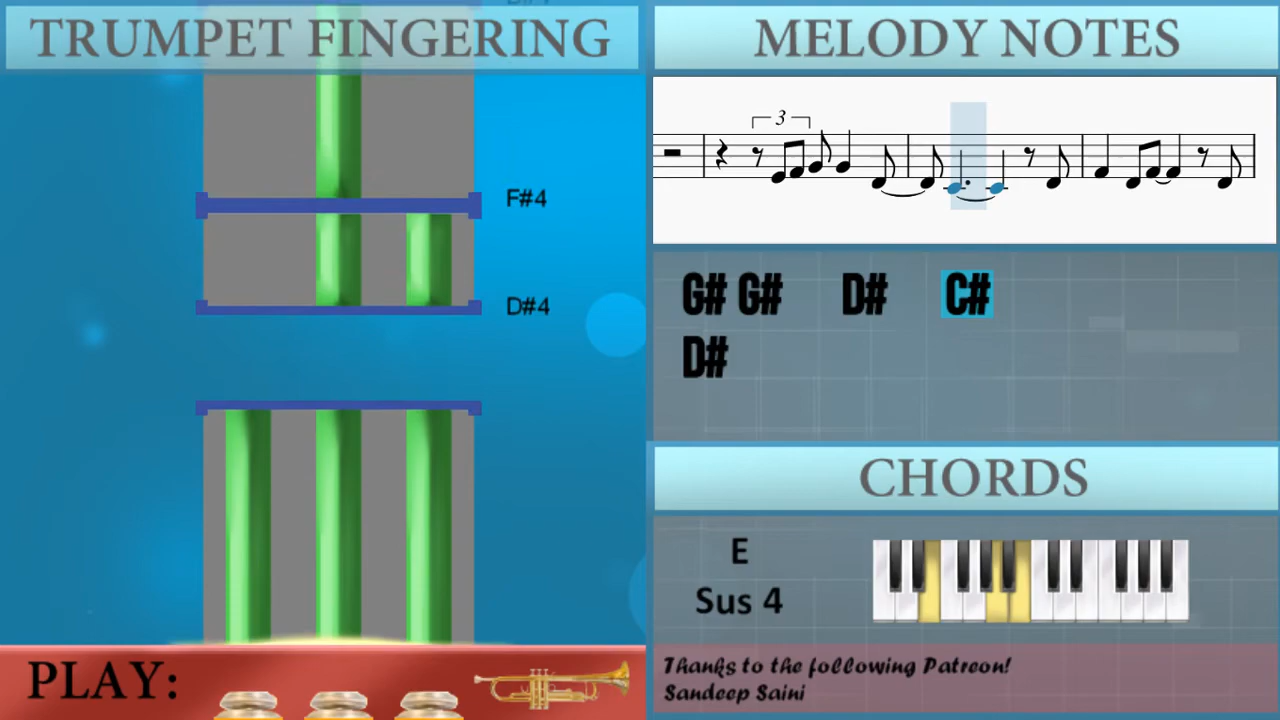 TRUMPET FINGERING
F#4
D#4
PLAY:
MELODY NOTES
3
G# G# D# C#
D#
CHORDS
E
Sus 4
Thanks to the following Patreon!
Sandeep Saini